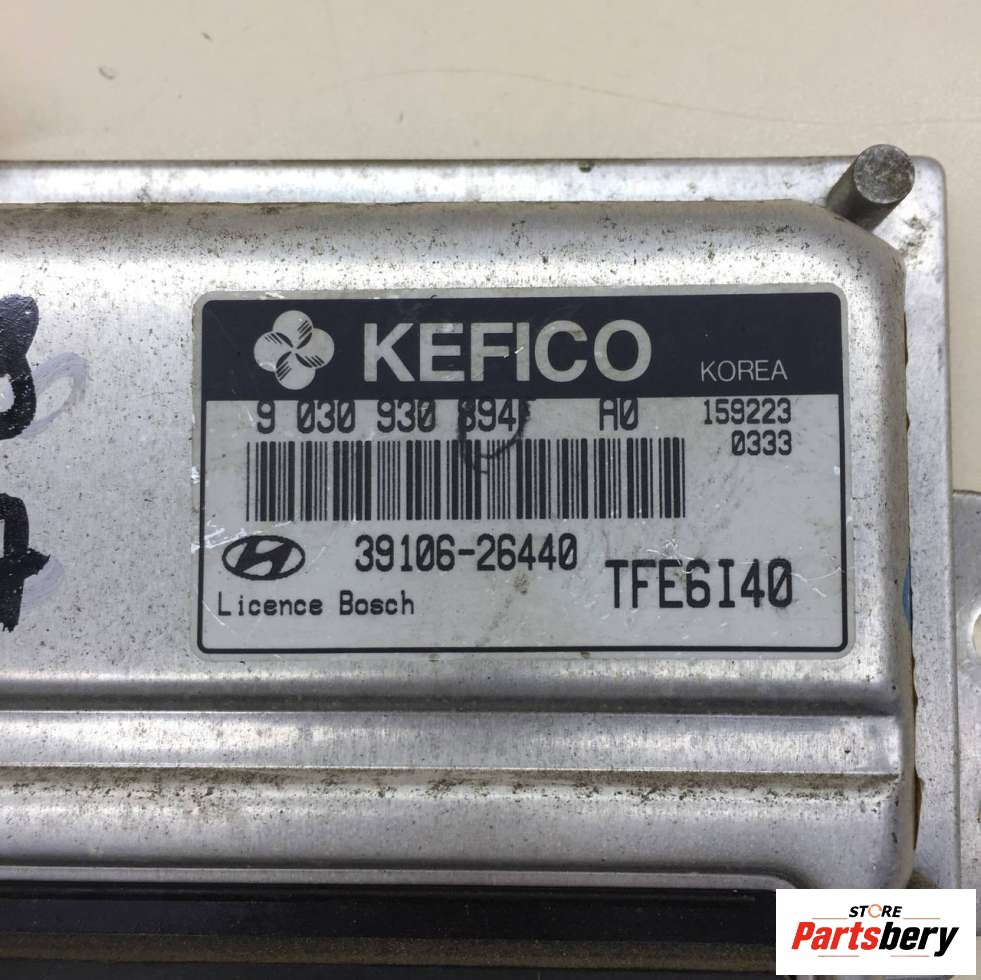 KEFICO KOREA
9 030 930 894 A0 159223
0333
39106-26440
TFE6I40
Licence Bosch
STORE
Partsbery